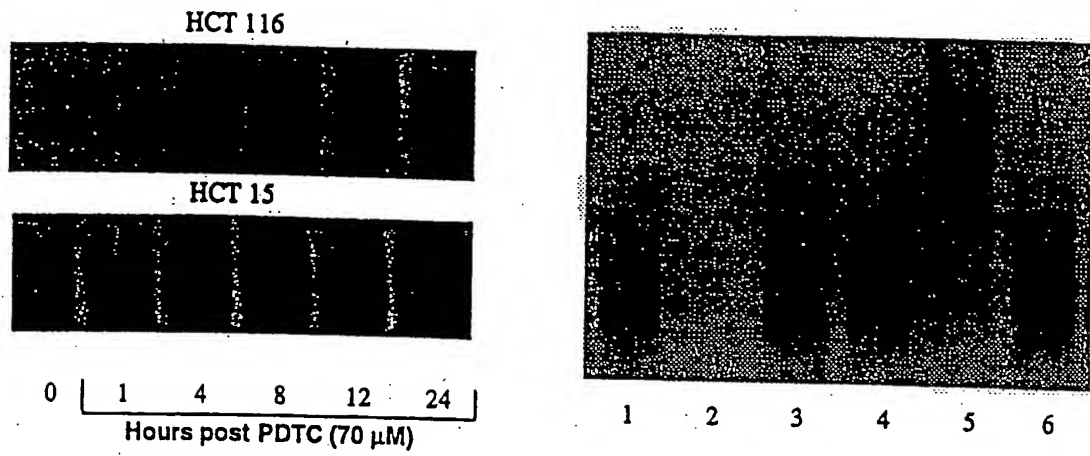 HCT 116
HCT 15
0 1 4 8 12 24
Hours post PDTC (70 μM)
1 2 3 4 5 6